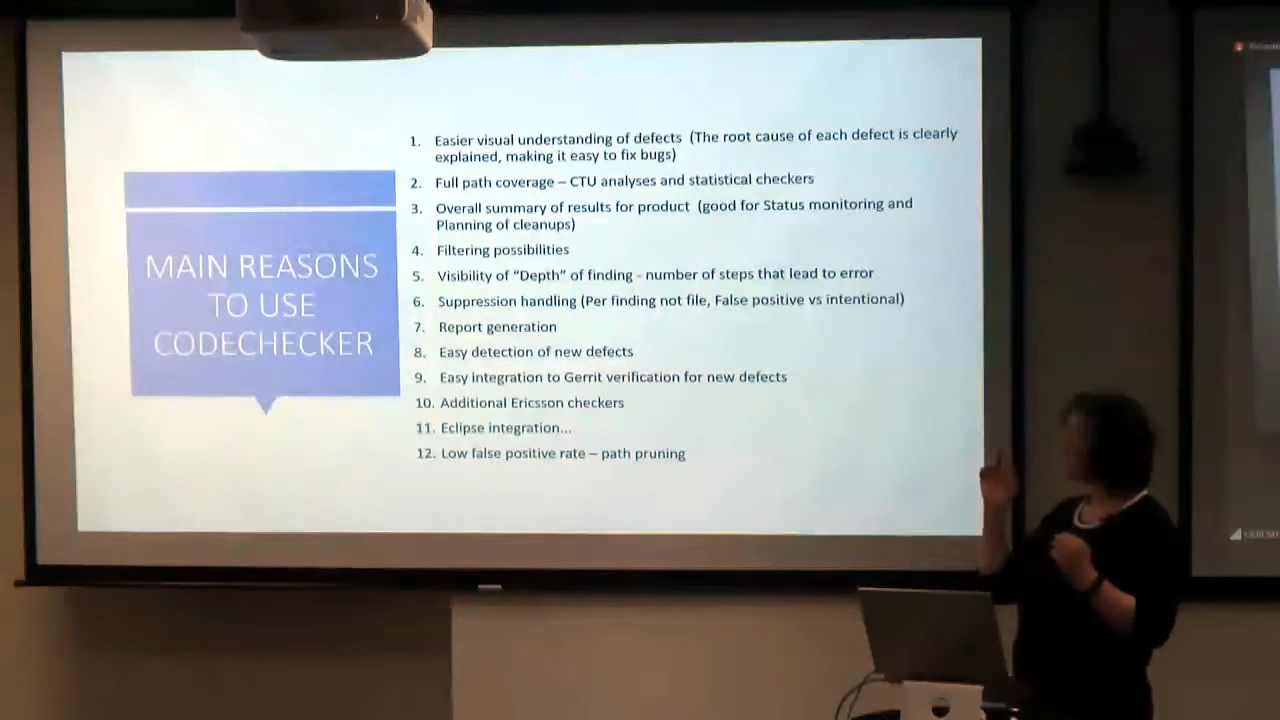 MAIN REASONS
TO USE
CODECHECKER
1. Easier visual understanding of defects (The root cause of each defect is clearly
explained, making it easy to fix bugs)
2. Full path coverage – CTU analyses and statistical checkers
3. Overall summary of results for product (good for Status monitoring and
Planning of cleanups)
4. Filtering possibilities
5. Visibility of “Depth” of finding - number of steps that lead to error
6. Suppression handling (Per finding not file, False positive vs intentional)
7. Report generation
8. Easy detection of new defects
9. Easy integration to Gerrit verification for new defects
10. Additional Ericsson checkers
11. Eclipse integration...
12. Low false positive rate – path pruning